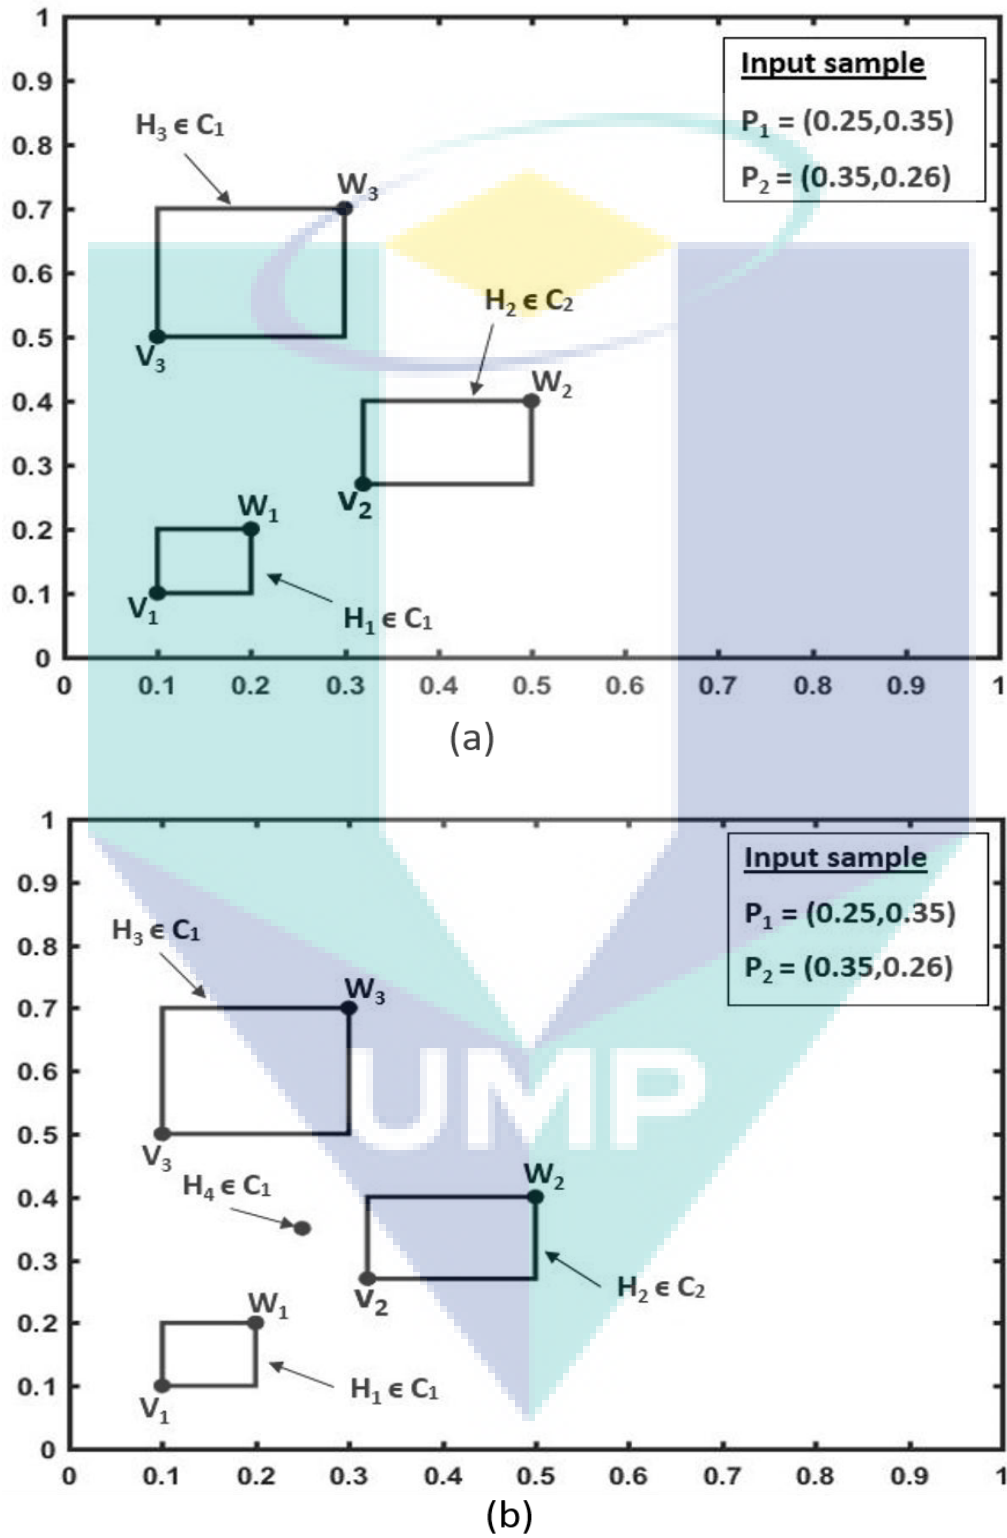 1
0.9
0.8
0.7
0.6
0.5
0.4
0.3
0.2
0.1
0
Input sample
P₁ = (0.25,0.35)
P₂ = (0.35,0.26)
H₃ ϵ C₁
W₃
V₃
H₂ ϵ C₂
W₂
V₂
W₁
V₁
H₁ ϵ C₁
0 0.1 0.2 0.3 0.4 0.5 0.6 0.7 0.8 0.9 1
(a)
1
0.9
0.8
0.7
0.6
0.5
0.4
0.3
0.2
0.1
0
Input sample
P₁ = (0.25,0.35)
P₂ = (0.35,0.26)
H₃ ϵ C₁
W₃
UMP
V₃
H₄ ϵ C₁
W₂
V₂
H₂ ϵ C₂
W₁
H₁ ϵ C₁
V₁
0 0.1 0.2 0.3 0.4 0.5 0.6 0.7 0.8 0.9 1
(b)